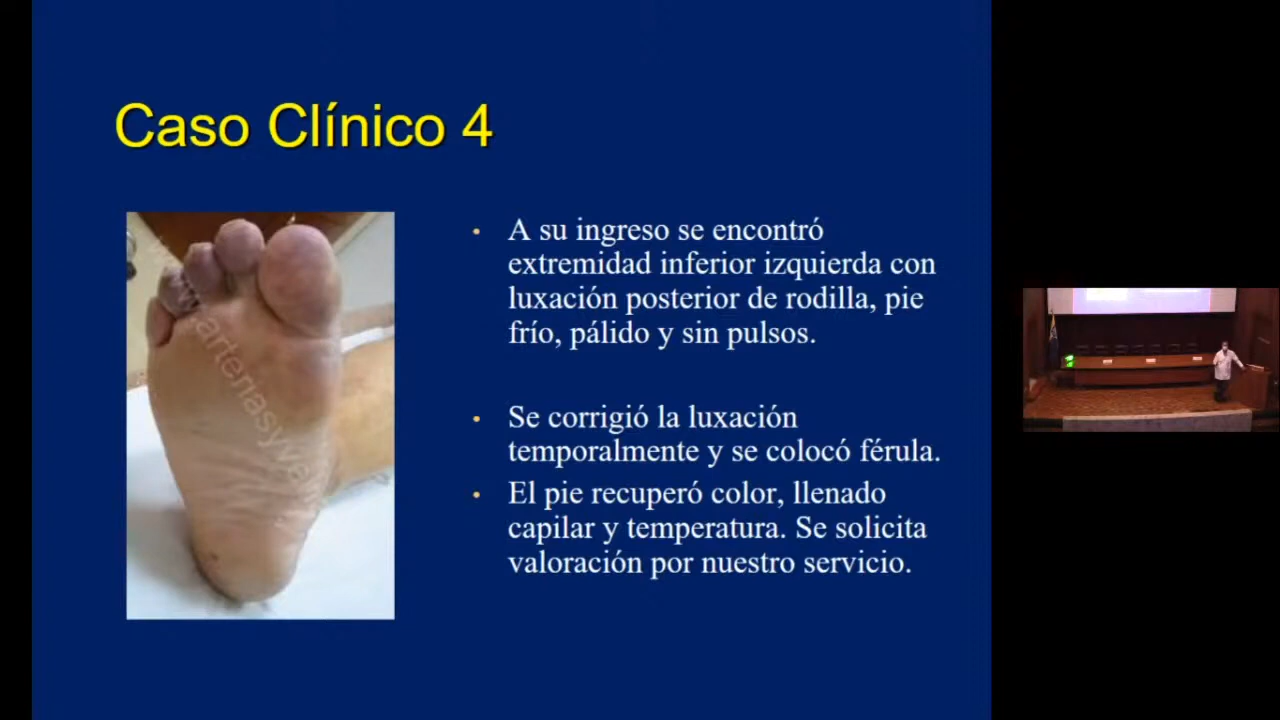 Caso Clínico 4
• A su ingreso se encontró
extremidad inferior izquierda con
luxación posterior de rodilla, pie
frío, pálido y sin pulsos.
• Se corrigió la luxación
temporalmente y se colocó férula.
• El pie recuperó color, llenado
capilar y temperatura. Se solicita
valoración por nuestro servicio.